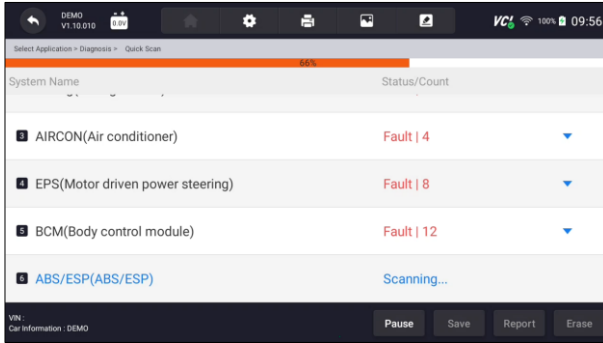 DEMO
V1.10.010
0.0V
VCI 100% 09:56
Select Application > Diagnosis > Quick Scan
66%
System Name Status/Count
3 AIRCON(Air conditioner) Fault | 4
4 EPS(Motor driven power steering) Fault | 8
5 BCM(Body control module) Fault | 12
6 ABS/ESP(ABS/ESP) Scanning...
VIN :
Car Information : DEMO
Pause Save Report Erase